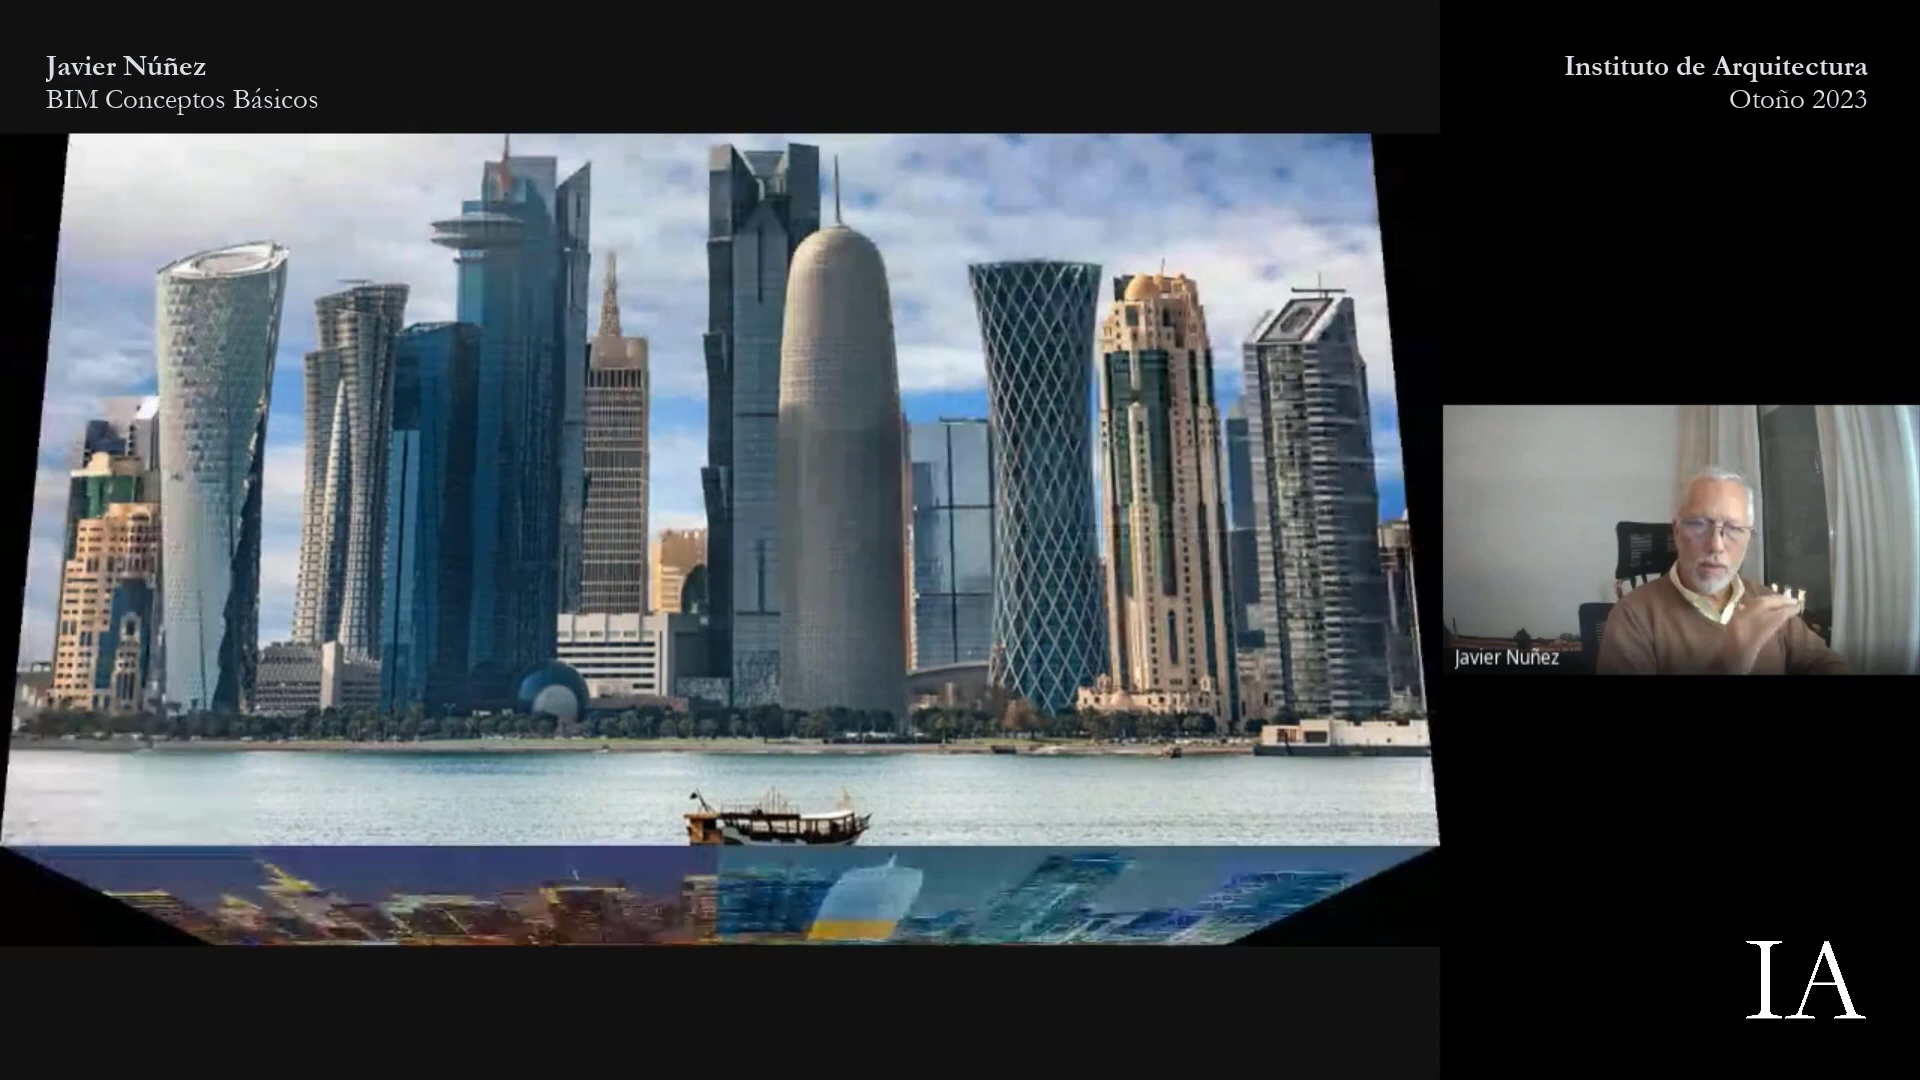 Javier Núñez
BIM Conceptos Básicos
Instituto de Arquitectura
Otoño 2023
Javier Nuñez
IA